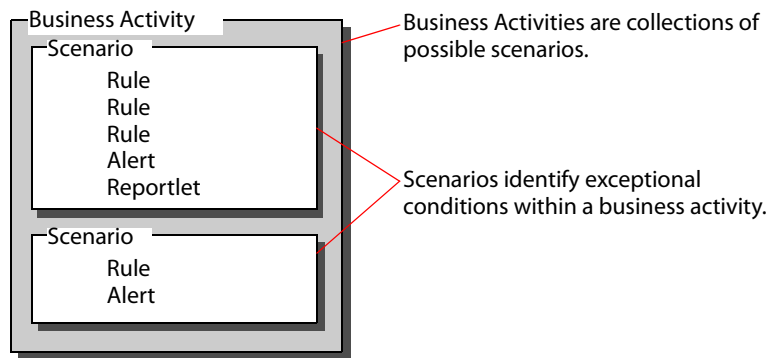 Business Activity
Scenario
Rule
Rule
Rule
Alert
Reportlet
Scenario
Rule
Alert
Business Activities are collections of
possible scenarios.
Scenarios identify exceptional
conditions within a business activity.